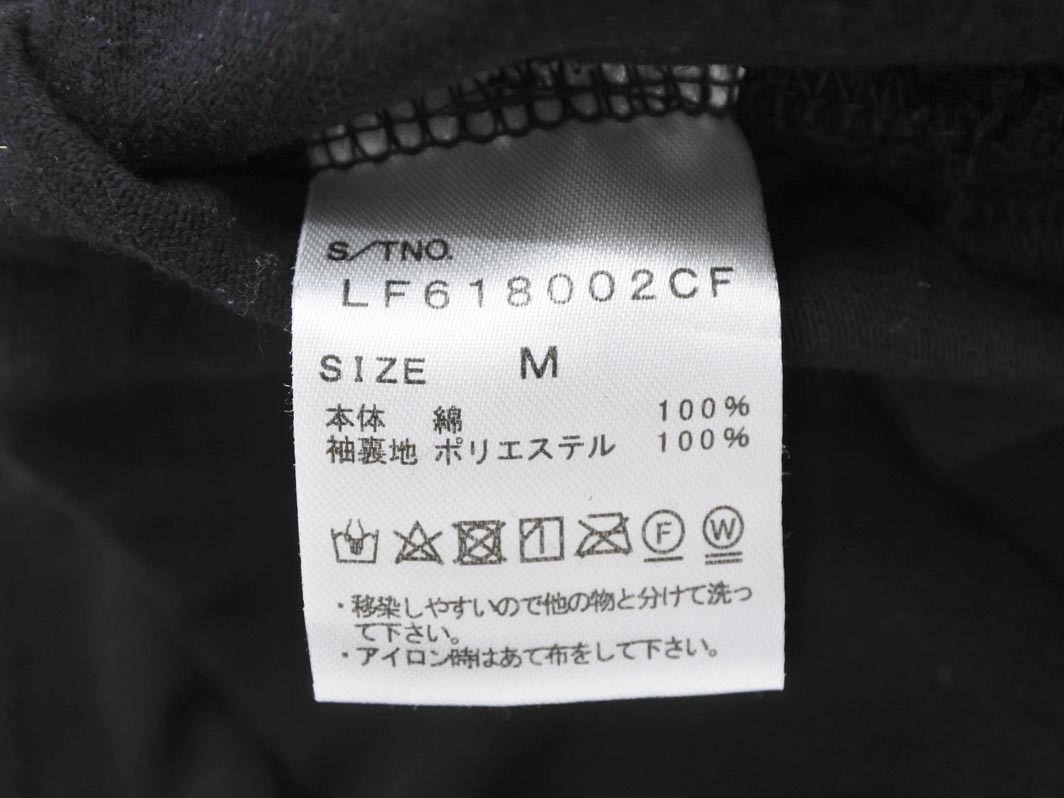 S/TNO.
LF618002CF
SIZE M
本体 綿 100%
袖裏地 ポリエステル 100%
F W
・移染しやすいので他の物と分けて洗っ
て下さい。
・アイロン時はあて布をして下さい。